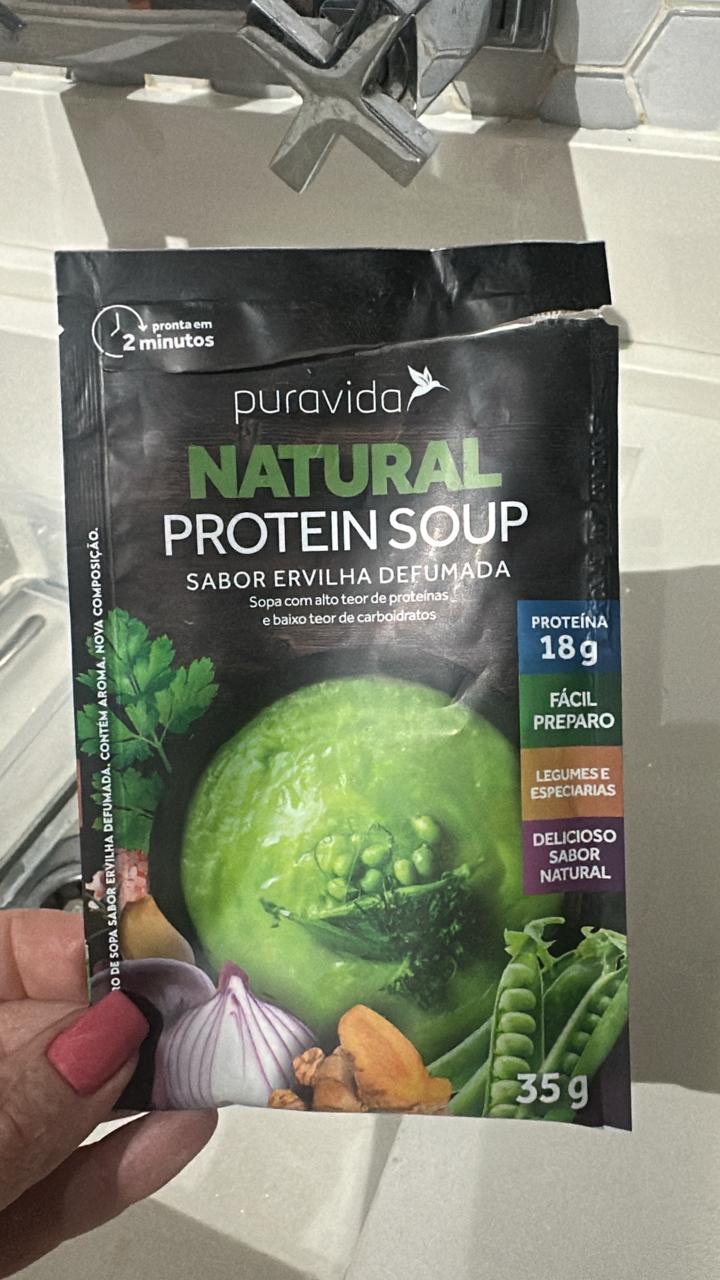 pronta em
2 minutos
puravida
NATURAL
PROTEIN SOUP
SABOR ERVILHA DEFUMADA
Sopa com alto teor de proteínas
e baixo teor de carboidratos
PROTEÍNA
18g
FÁCIL
PREPARO
LEGUMES E
ESPECIARIAS
DELICIOSO
SABOR
NATURAL
35g
DE SOPA SABOR ERVILHA DEFUMADA. CONTÉM AROMA. NOVA COMPOSIÇÃO.